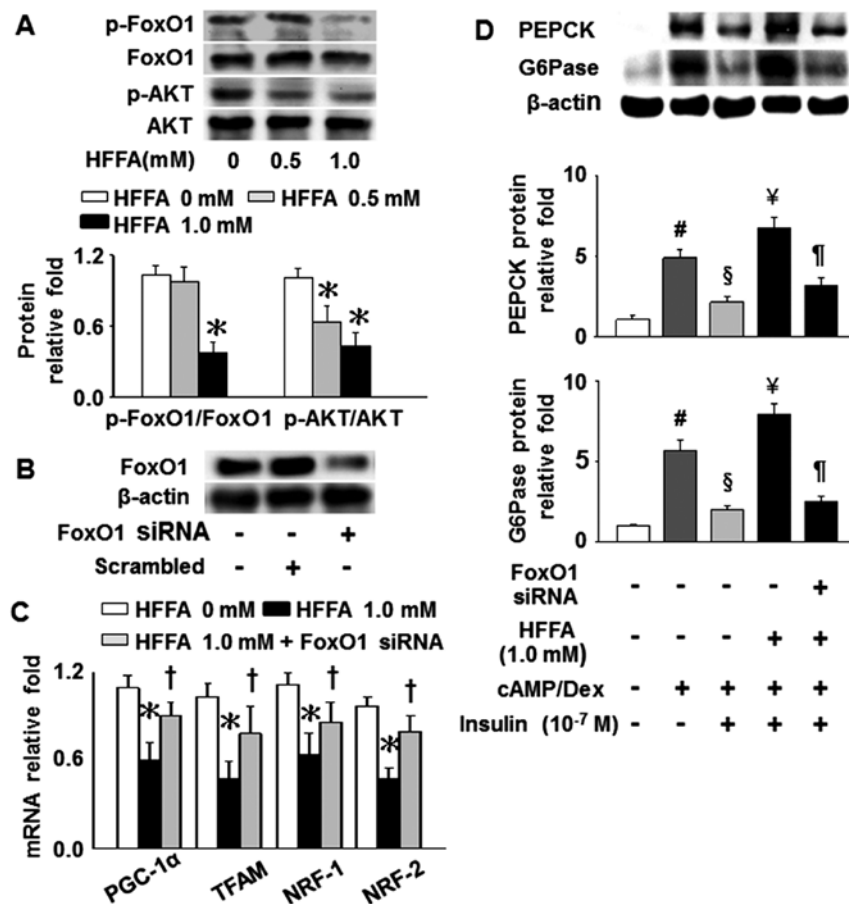 A
p-FoxO1
FoxO1
p-AKT
AKT
HFFA(mM) 0 0.5 1.0
HFFA 0 mM HFFA 0.5 mM
HFFA 1.0 mM
Protein
relative fold
1.2
0.6
0.0
* * *
p-FoxO1/FoxO1 p-AKT/AKT
B
FoxO1
β-actin
FoxO1 siRNA - - +
Scrambled - + -
C
HFFA 0 mM HFFA 1.0 mM
HFFA 1.0 mM + FoxO1 siRNA
mRNA relative fold
1.2
0.6
0.0
* † * † * † * †
PGC-1α TFAM NRF-1 NRF-2
D
PEPCK
G6Pase
β-actin
PEPCK protein
relative fold
10
5
0
# § ¥ ¶
G6Pase protein
relative fold
10
5
0
# § ¥ ¶
FoxO1
siRNA - - - - +
HFFA
(1.0 mM) - - - + +
cAMP/Dex - + + + +
Insulin (10⁻⁷ M) - - + + +